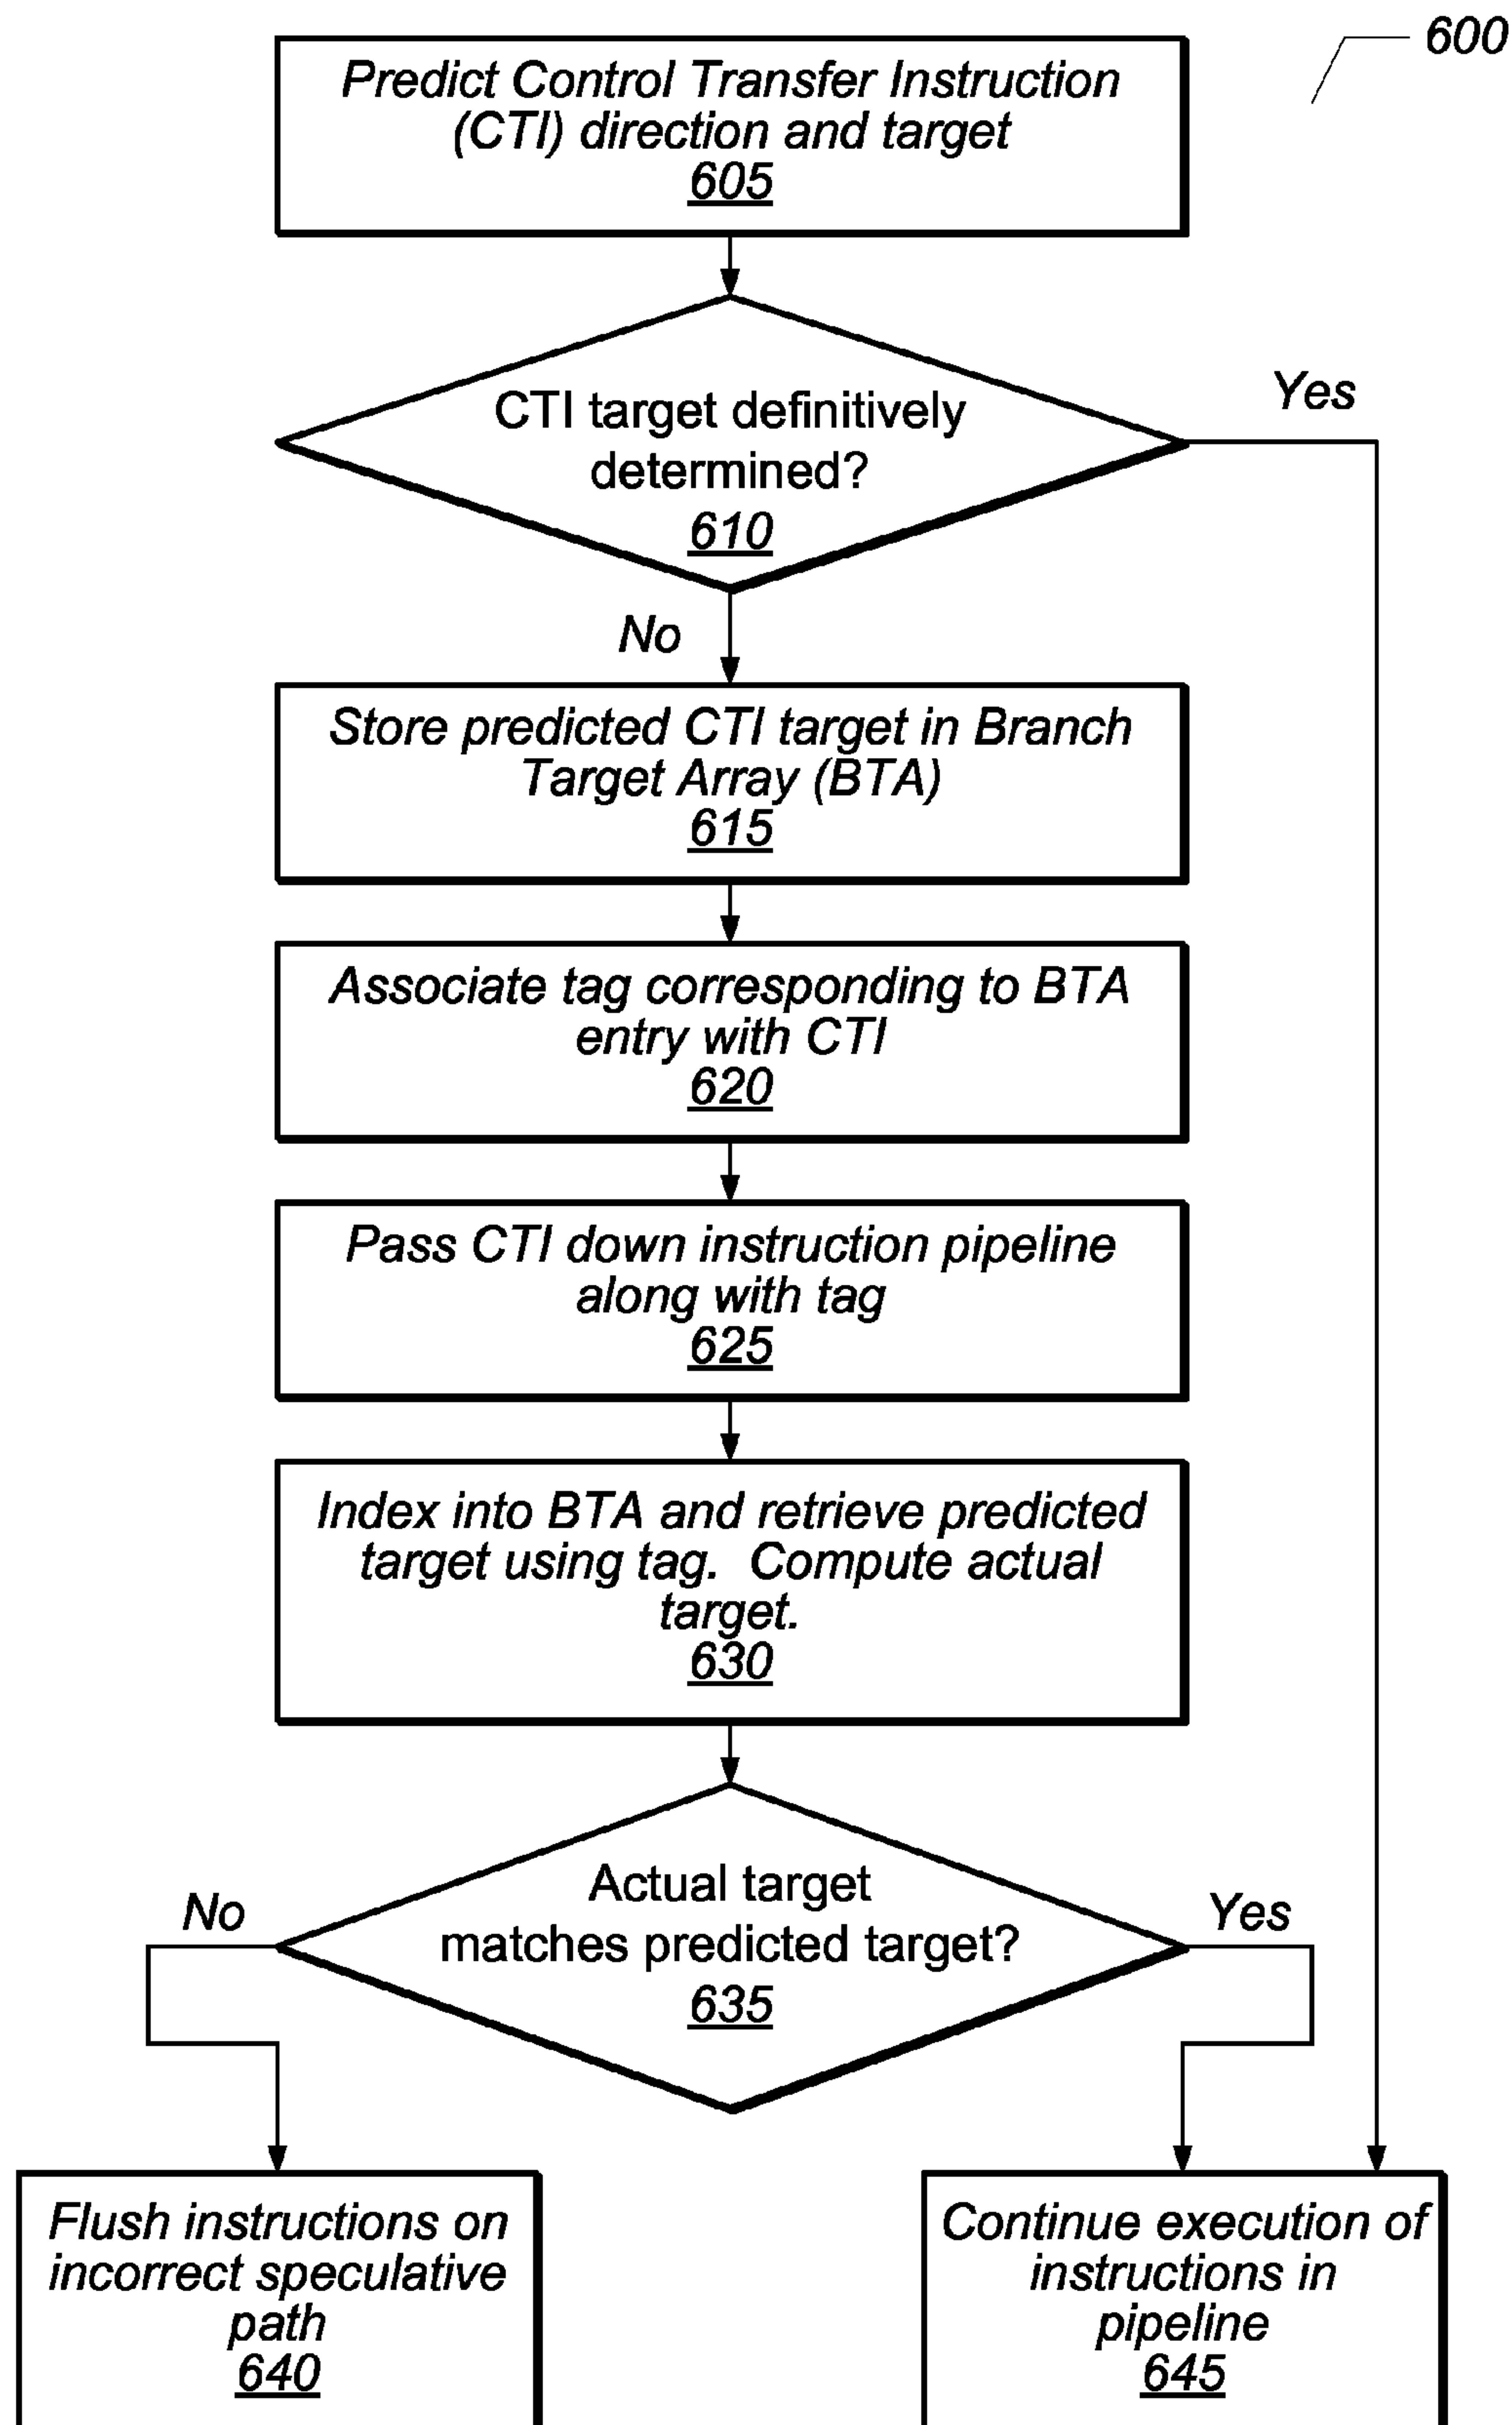 600
Predict Control Transfer Instruction
(CTI) direction and target
605
CTI target definitively
determined?
610
Yes
No
Store predicted CTI target in Branch
Target Array (BTA)
615
Associate tag corresponding to BTA
entry with CTI
620
Pass CTI down instruction pipeline
along with tag
625
Index into BTA and retrieve predicted
target using tag.  Compute actual
target.
630
Actual target
matches predicted target?
635
No
Yes
Flush instructions on
incorrect speculative
path
640
Continue execution of
instructions in
pipeline
645